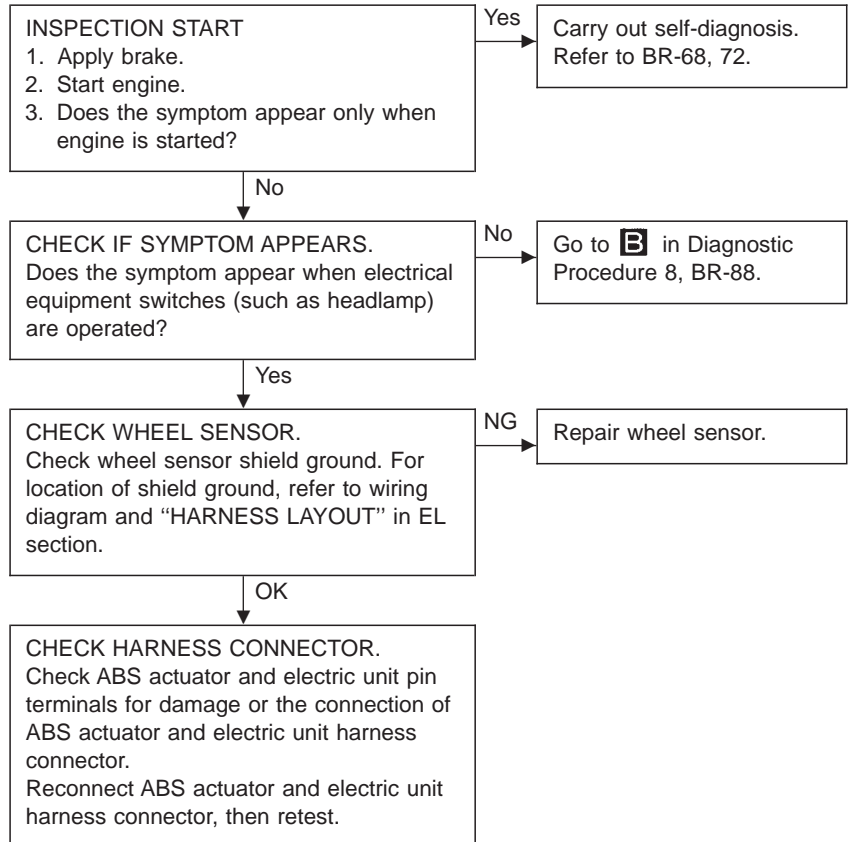 INSPECTION START
1. Apply brake.
2. Start engine.
3. Does the symptom appear only when
engine is started?
Yes
Carry out self-diagnosis.
Refer to BR-68, 72.
No
CHECK IF SYMPTOM APPEARS.
Does the symptom appear when electrical
equipment switches (such as headlamp)
are operated?
No
Go to B in Diagnostic
Procedure 8, BR-88.
Yes
CHECK WHEEL SENSOR.
Check wheel sensor shield ground. For
location of shield ground, refer to wiring
diagram and ‘‘HARNESS LAYOUT’’ in EL
section.
NG
Repair wheel sensor.
OK
CHECK HARNESS CONNECTOR.
Check ABS actuator and electric unit pin
terminals for damage or the connection of
ABS actuator and electric unit harness
connector.
Reconnect ABS actuator and electric unit
harness connector, then retest.